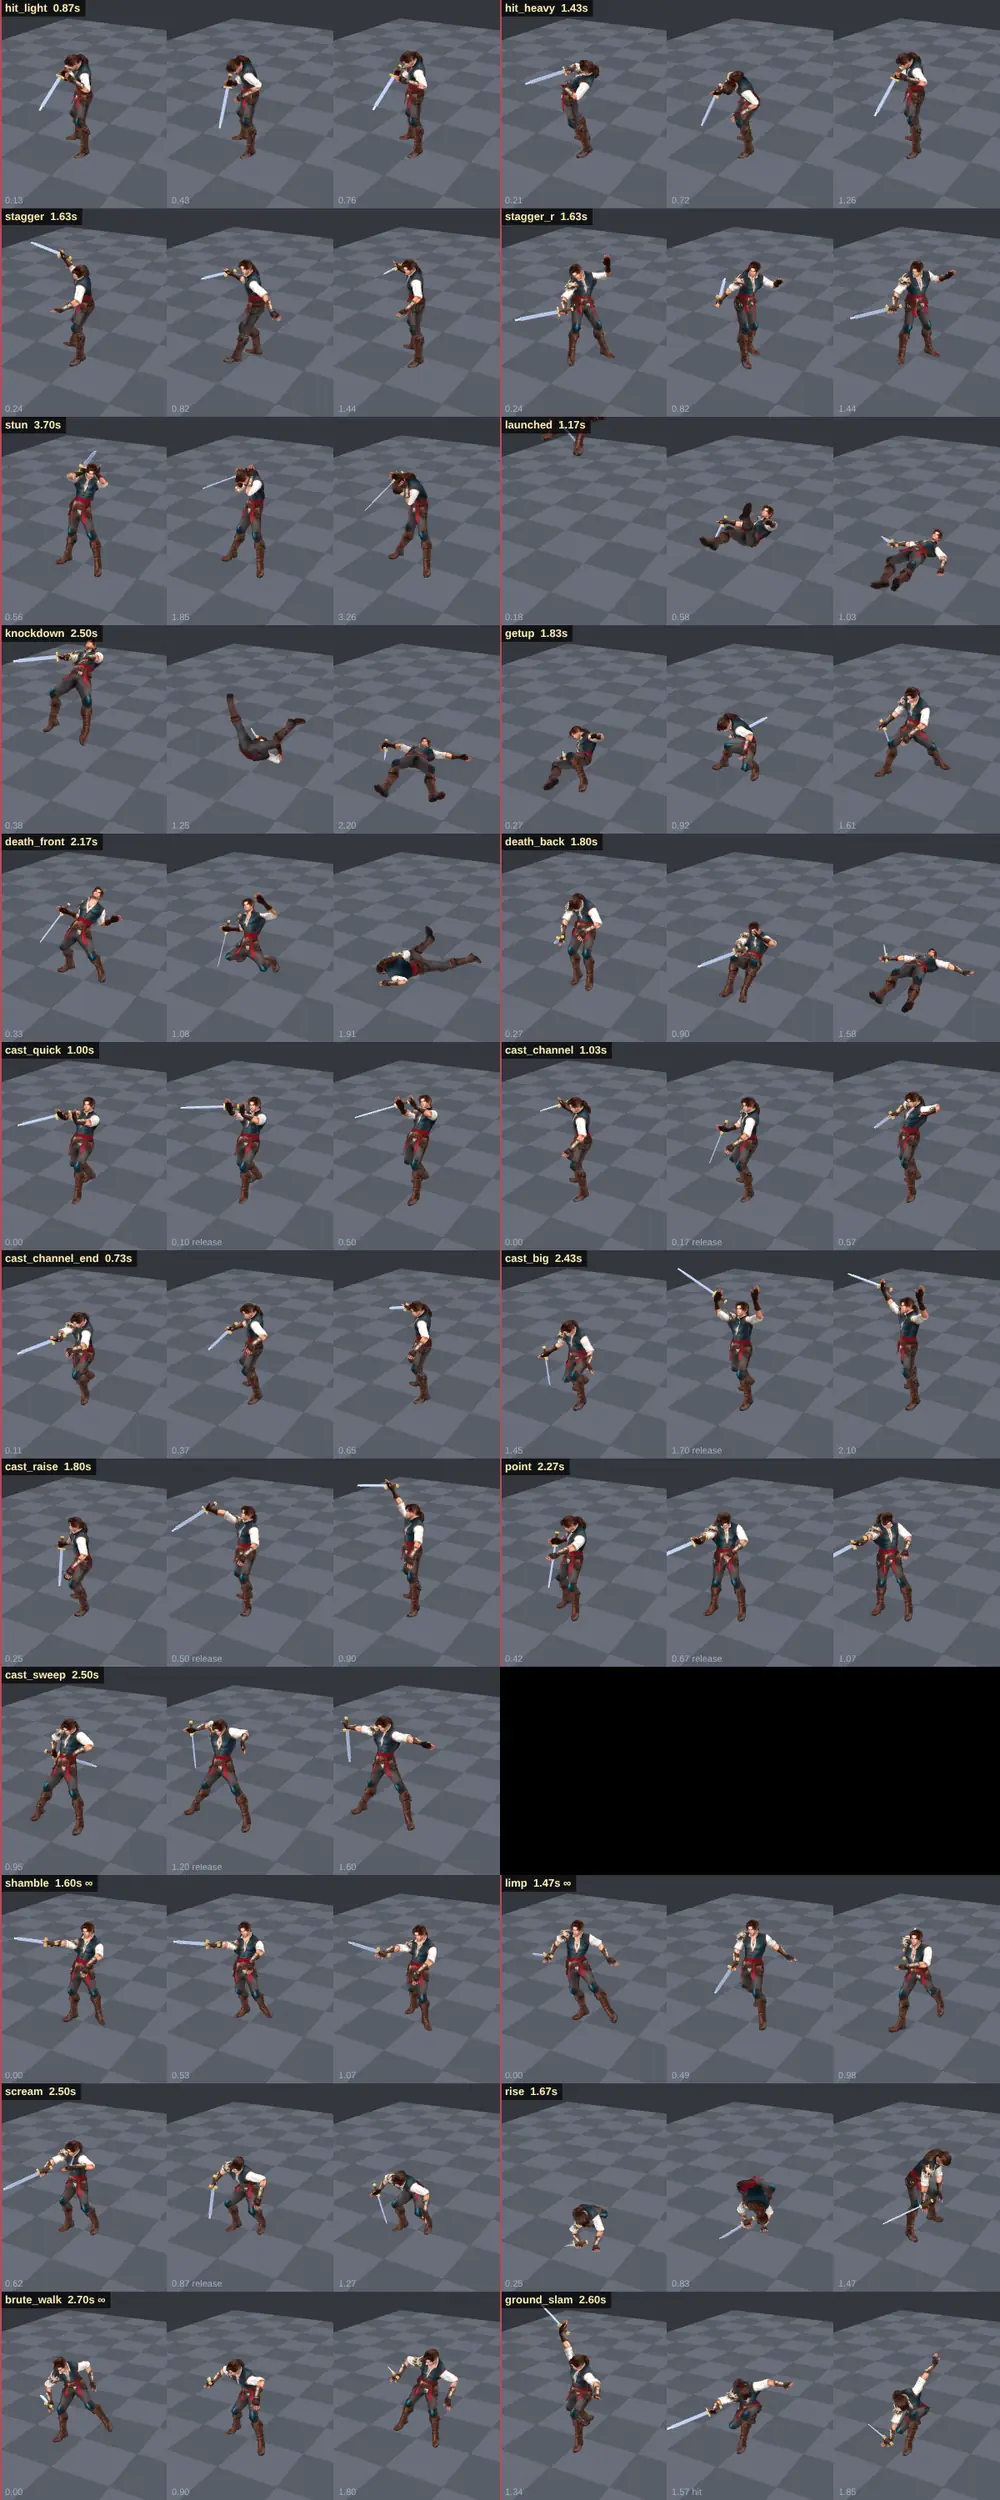 hit_light 0.87s
hit_heavy 1.43s
0.13
0.43
0.76
0.21
0.72
1.26
stagger 1.63s
stagger_r 1.63s
0.24
0.82
1.44
0.24
0.82
1.44
stun 3.70s
launched 1.17s
0.56
1.85
3.26
0.18
0.58
1.03
knockdown 2.50s
getup 1.83s
0.38
1.25
2.20
0.27
0.92
1.61
death_front 2.17s
death_back 1.80s
0.33
1.08
1.91
0.27
0.90
1.58
cast_quick 1.00s
cast_channel 1.03s
0.00
0.10 release
0.50
0.00
0.17 release
0.57
cast_channel_end 0.73s
cast_big 2.43s
0.11
0.37
0.65
1.45
1.70 release
2.10
cast_raise 1.80s
point 2.27s
0.25
0.50 release
0.90
0.42
0.67 release
1.07
cast_sweep 2.50s
0.95
1.20 release
1.60
shamble 1.60s ∞
limp 1.47s ∞
0.00
0.53
1.07
0.00
0.49
0.98
scream 2.50s
rise 1.67s
0.62
0.87 release
1.27
0.25
0.83
1.47
brute_walk 2.70s ∞
ground_slam 2.60s
0.00
0.90
1.80
1.34
1.57 hit
1.85